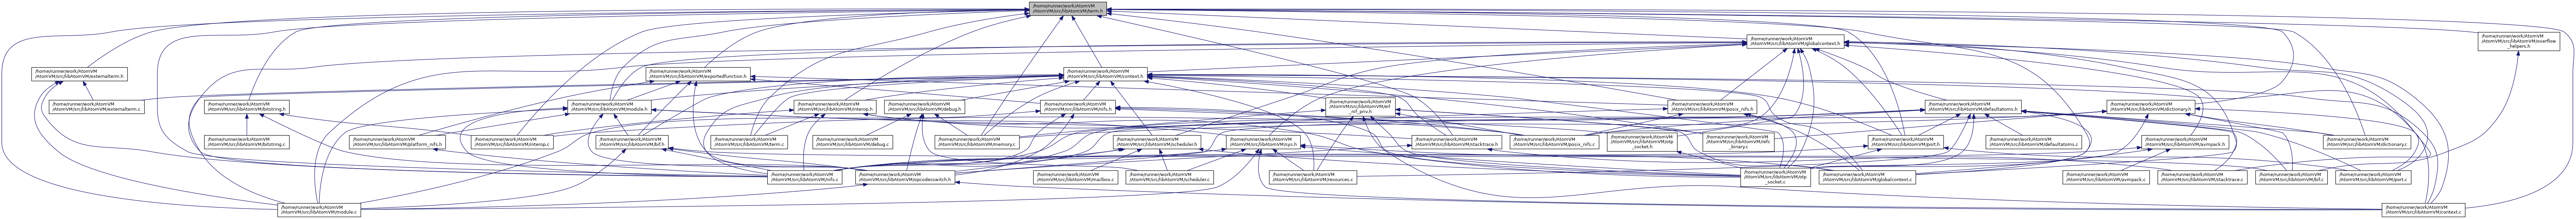 /home/runner/work/AtomVM
/AtomVM/src/libAtomVM/term.h
/home/runner/work/AtomVM
/AtomVM/src/libAtomVM/globalcontext.h
/home/runner/work/AtomVM
/AtomVM/src/libAtomVM/overflow
_helpers.h
/home/runner/work/AtomVM
/AtomVM/src/libAtomVM/externalterm.h
/home/runner/work/AtomVM
/AtomVM/src/libAtomVM/exportedfunction.h
/home/runner/work/AtomVM
/AtomVM/src/libAtomVM/context.h
/home/runner/work/AtomVM
/AtomVM/src/libAtomVM/externalterm.c
/home/runner/work/AtomVM
/AtomVM/src/libAtomVM/bitstring.h
/home/runner/work/AtomVM
/AtomVM/src/libAtomVM/module.h
/home/runner/work/AtomVM
/AtomVM/src/libAtomVM/interop.h
/home/runner/work/AtomVM
/AtomVM/src/libAtomVM/debug.h
/home/runner/work/AtomVM
/AtomVM/src/libAtomVM/nifs.h
/home/runner/work/AtomVM
/AtomVM/src/libAtomVM/erl
_nif_priv.h
/home/runner/work/AtomVM
/AtomVM/src/libAtomVM/posix_nifs.h
/home/runner/work/AtomVM
/AtomVM/src/libAtomVM/defaultatoms.h
/home/runner/work/AtomVM
/AtomVM/src/libAtomVM/dictionary.h
/home/runner/work/AtomVM
/AtomVM/src/libAtomVM/bitstring.c
/home/runner/work/AtomVM
/AtomVM/src/libAtomVM/platform_nifs.h
/home/runner/work/AtomVM
/AtomVM/src/libAtomVM/interop.c
/home/runner/work/AtomVM
/AtomVM/src/libAtomVM/bif.h
/home/runner/work/AtomVM
/AtomVM/src/libAtomVM/term.c
/home/runner/work/AtomVM
/AtomVM/src/libAtomVM/debug.c
/home/runner/work/AtomVM
/AtomVM/src/libAtomVM/memory.c
/home/runner/work/AtomVM
/AtomVM/src/libAtomVM/scheduler.h
/home/runner/work/AtomVM
/AtomVM/src/libAtomVM/sys.h
/home/runner/work/AtomVM
/AtomVM/src/libAtomVM/stacktrace.h
/home/runner/work/AtomVM
/AtomVM/src/libAtomVM/posix_nifs.c
/home/runner/work/AtomVM
/AtomVM/src/libAtomVM/otp
_socket.h
/home/runner/work/AtomVM
/AtomVM/src/libAtomVM/refc
_binary.c
/home/runner/work/AtomVM
/AtomVM/src/libAtomVM/port.h
/home/runner/work/AtomVM
/AtomVM/src/libAtomVM/defaultatoms.c
/home/runner/work/AtomVM
/AtomVM/src/libAtomVM/avmpack.h
/home/runner/work/AtomVM
/AtomVM/src/libAtomVM/dictionary.c
/home/runner/work/AtomVM
/AtomVM/src/libAtomVM/nifs.c
/home/runner/work/AtomVM
/AtomVM/src/libAtomVM/opcodesswitch.h
/home/runner/work/AtomVM
/AtomVM/src/libAtomVM/mailbox.c
/home/runner/work/AtomVM
/AtomVM/src/libAtomVM/scheduler.c
/home/runner/work/AtomVM
/AtomVM/src/libAtomVM/resources.c
/home/runner/work/AtomVM
/AtomVM/src/libAtomVM/otp
_socket.c
/home/runner/work/AtomVM
/AtomVM/src/libAtomVM/globalcontext.c
/home/runner/work/AtomVM
/AtomVM/src/libAtomVM/avmpack.c
/home/runner/work/AtomVM
/AtomVM/src/libAtomVM/stacktrace.c
/home/runner/work/AtomVM
/AtomVM/src/libAtomVM/bif.c
/home/runner/work/AtomVM
/AtomVM/src/libAtomVM/port.c
/home/runner/work/AtomVM
/AtomVM/src/libAtomVM/module.c
/home/runner/work/AtomVM
/AtomVM/src/libAtomVM/context.c